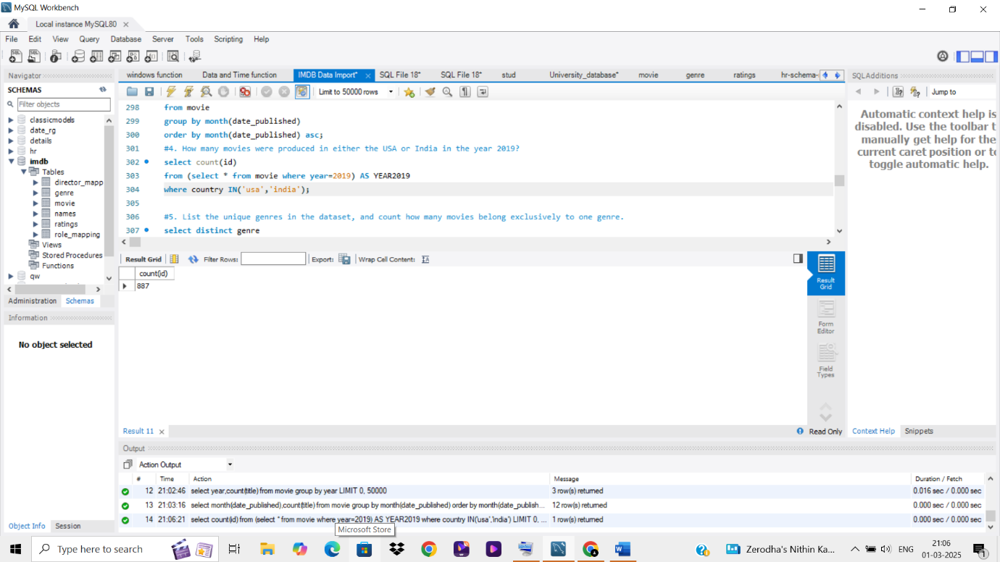 MySQL Workbench
Local instance MySQL80
File Edit View Query Database Server Tools Scripting Help
Navigator
SCHEMAS
Filter objects
classicmodels
date_rg
details
hr
imdb
Tables
director_mapp
genre
movie
names
ratings
role_mapping
Views
Stored Procedures
Functions
qw
Administration Schemas
Information
No object selected
Object Info Session
windows function Data and Time function IMDB Data Import* SQL File 18* SQL File 18* stud University_database* movie genre ratings hr-schema-
Limit to 50000 rows
298 from movie
299 group by month(date_published)
300 order by month(date_published) asc;
301 #4. How many movies were produced in either the USA or India in the year 2019?
302 select count(id)
303 from (select * from movie where year=2019) AS YEAR2019
304 where country IN('usa','india');
305
306 #5. List the unique genres in the dataset, and count how many movies belong exclusively to one genre.
307 select distinct genre
Result Grid Filter Rows: Export: Wrap Cell Content:
count(id)
887
Result Grid
Form Editor
Field Types
Result 11
Read Only
SQLAdditions
Jump to
Automatic context help is
disabled. Use the toolbar t
manually get help for the
current caret position or to
toggle automatic help.
Context Help Snippets
Output
Action Output
# Time Action Message Duration / Fetch
12 21:02:46 select year,count(title) from movie group by year LIMIT 0, 50000 3 row(s) returned 0.016 sec / 0.000 sec
13 21:03:16 select month(date_published),count(title) from movie group by month(date_published) order by month(date_publish... 12 row(s) returned 0.000 sec / 0.000 sec
14 21:06:21 select count(id) from (select * from movie where year=2019) AS YEAR2019 where country IN('usa','india') LIMIT 0, ... 1 row(s) returned 0.000 sec / 0.000 sec
Microsoft Store
Type here to search
Zerodha's Nithin Ka...
ENG
21:06
01-03-2025
1